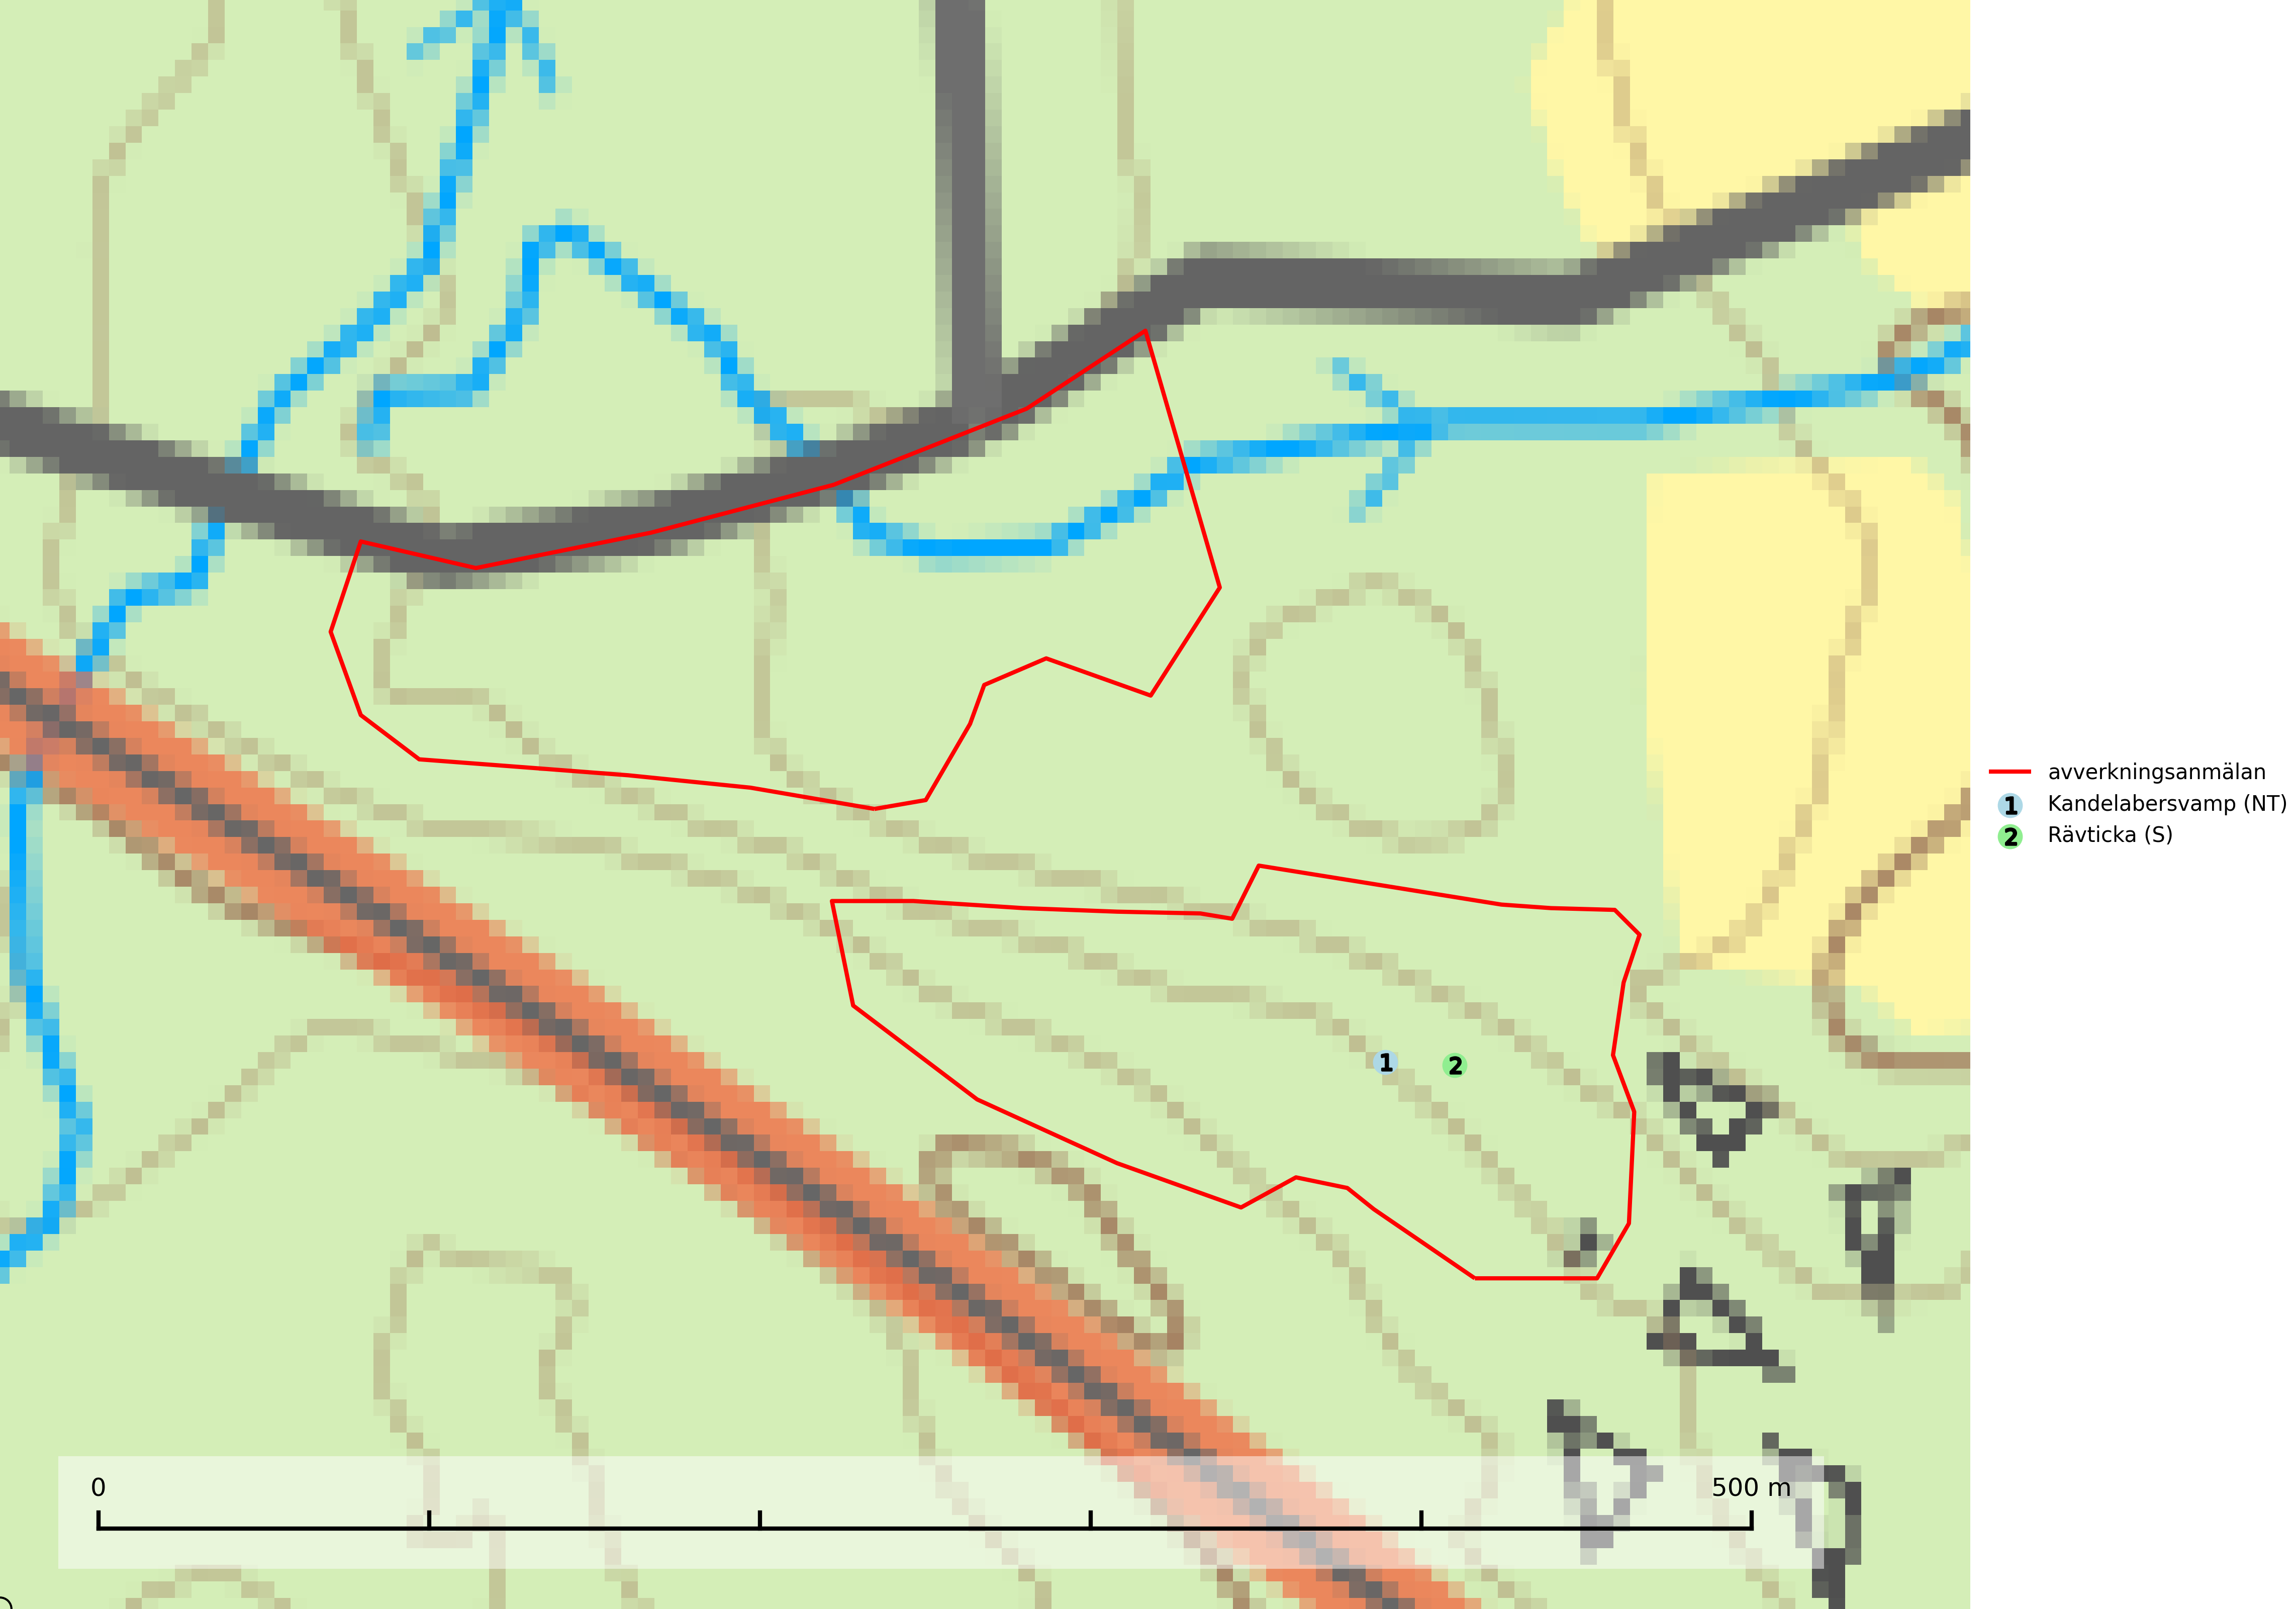 avverkningsanmälan
1 Kandelabersvamp (NT)
2 Rävticka (S)
1 2
0 500 m